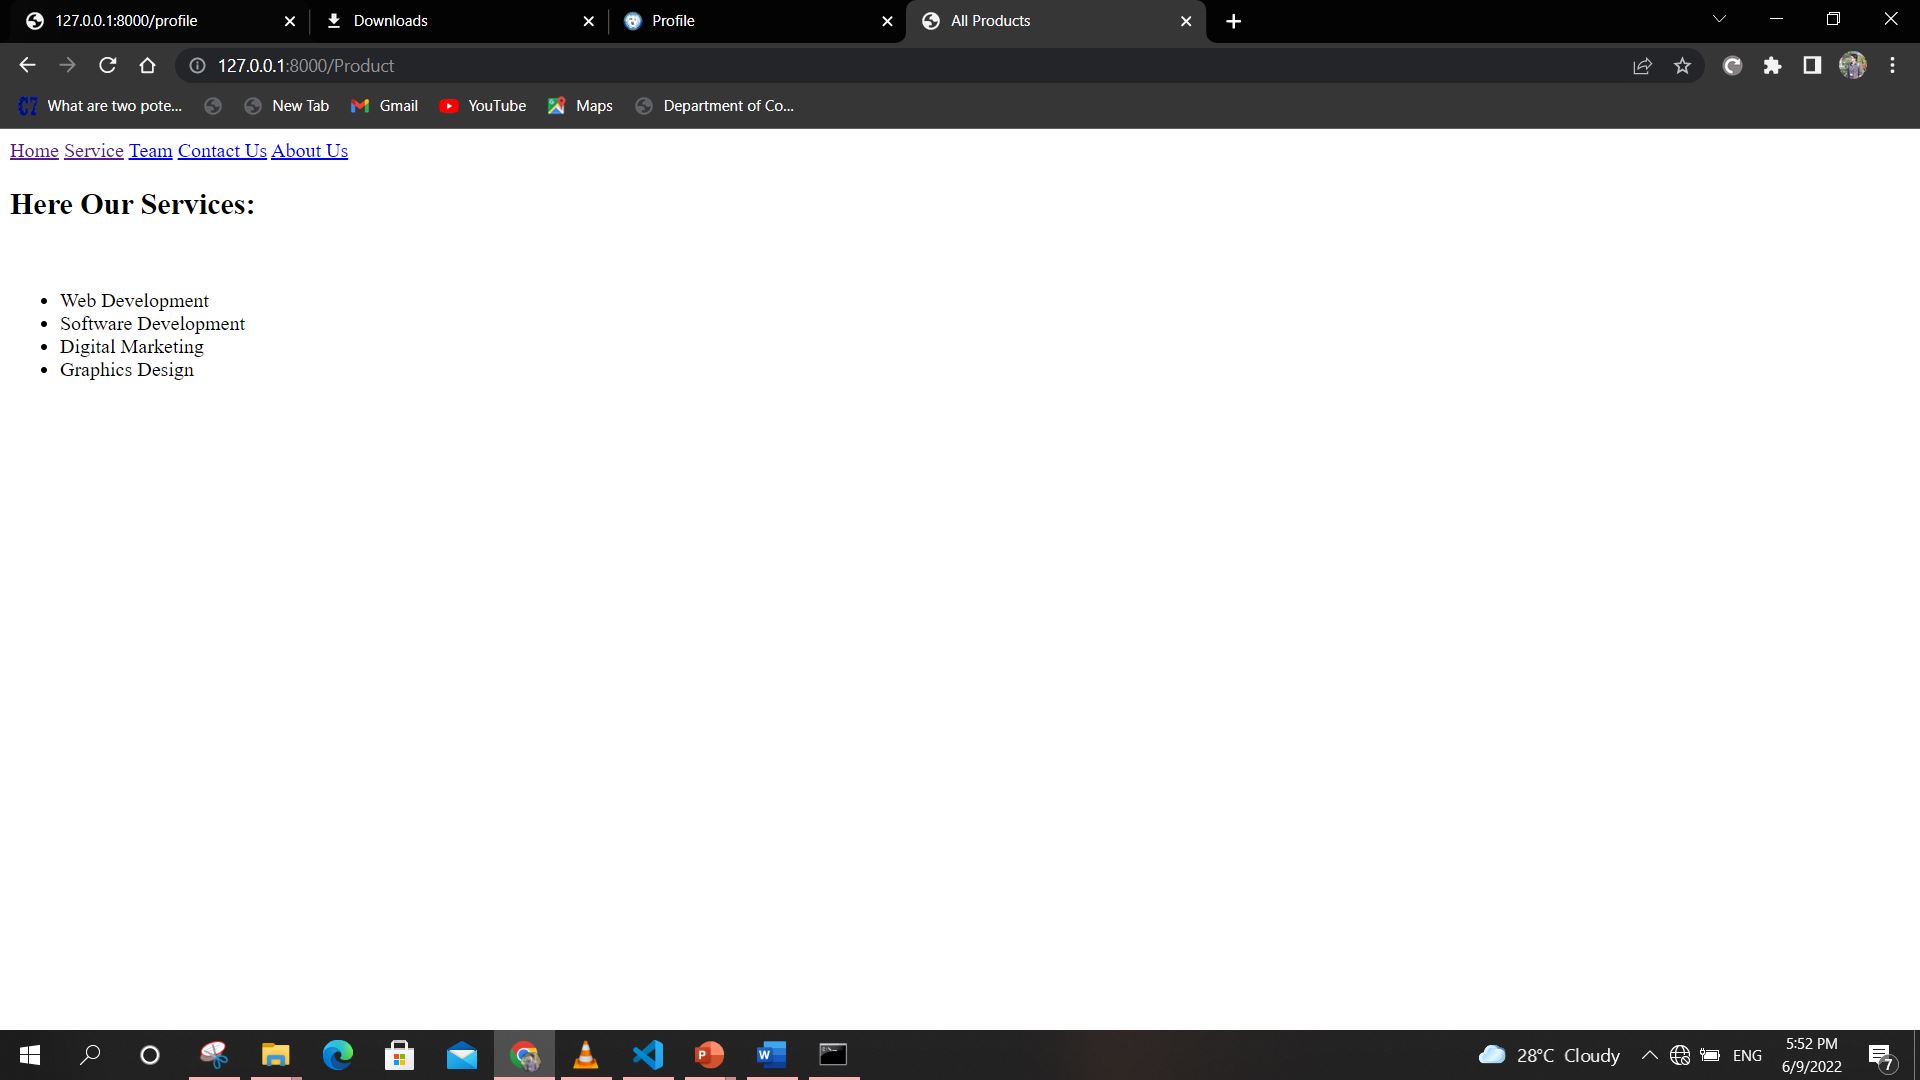 127.0.0.1:8000/profile
Downloads
Profile
All Products
127.0.0.1:8000/Product
What are two pote...
New Tab
Gmail
YouTube
Maps
Department of Co...
Home Service Team Contact Us About Us
Here Our Services:
Web Development
Software Development
Digital Marketing
Graphics Design
28°C Cloudy
ENG
5:52 PM
6/9/2022
7